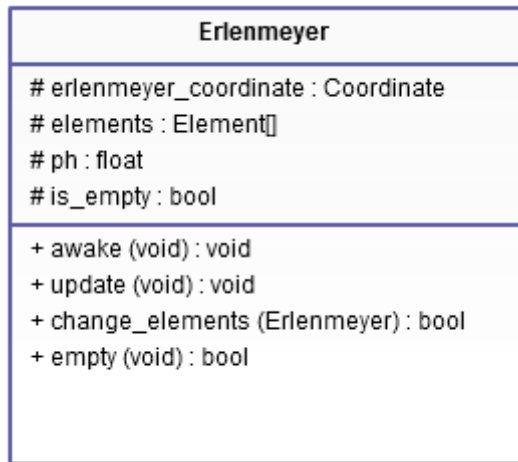 Erlenmeyer
# erlenmeyer_coordinate : Coordinate
# elements : Element[]
# ph : float
# is_empty : bool
+ awake (void) : void
+ update (void) : void
+ change_elements (Erlenmeyer) : bool
+ empty (void) : bool